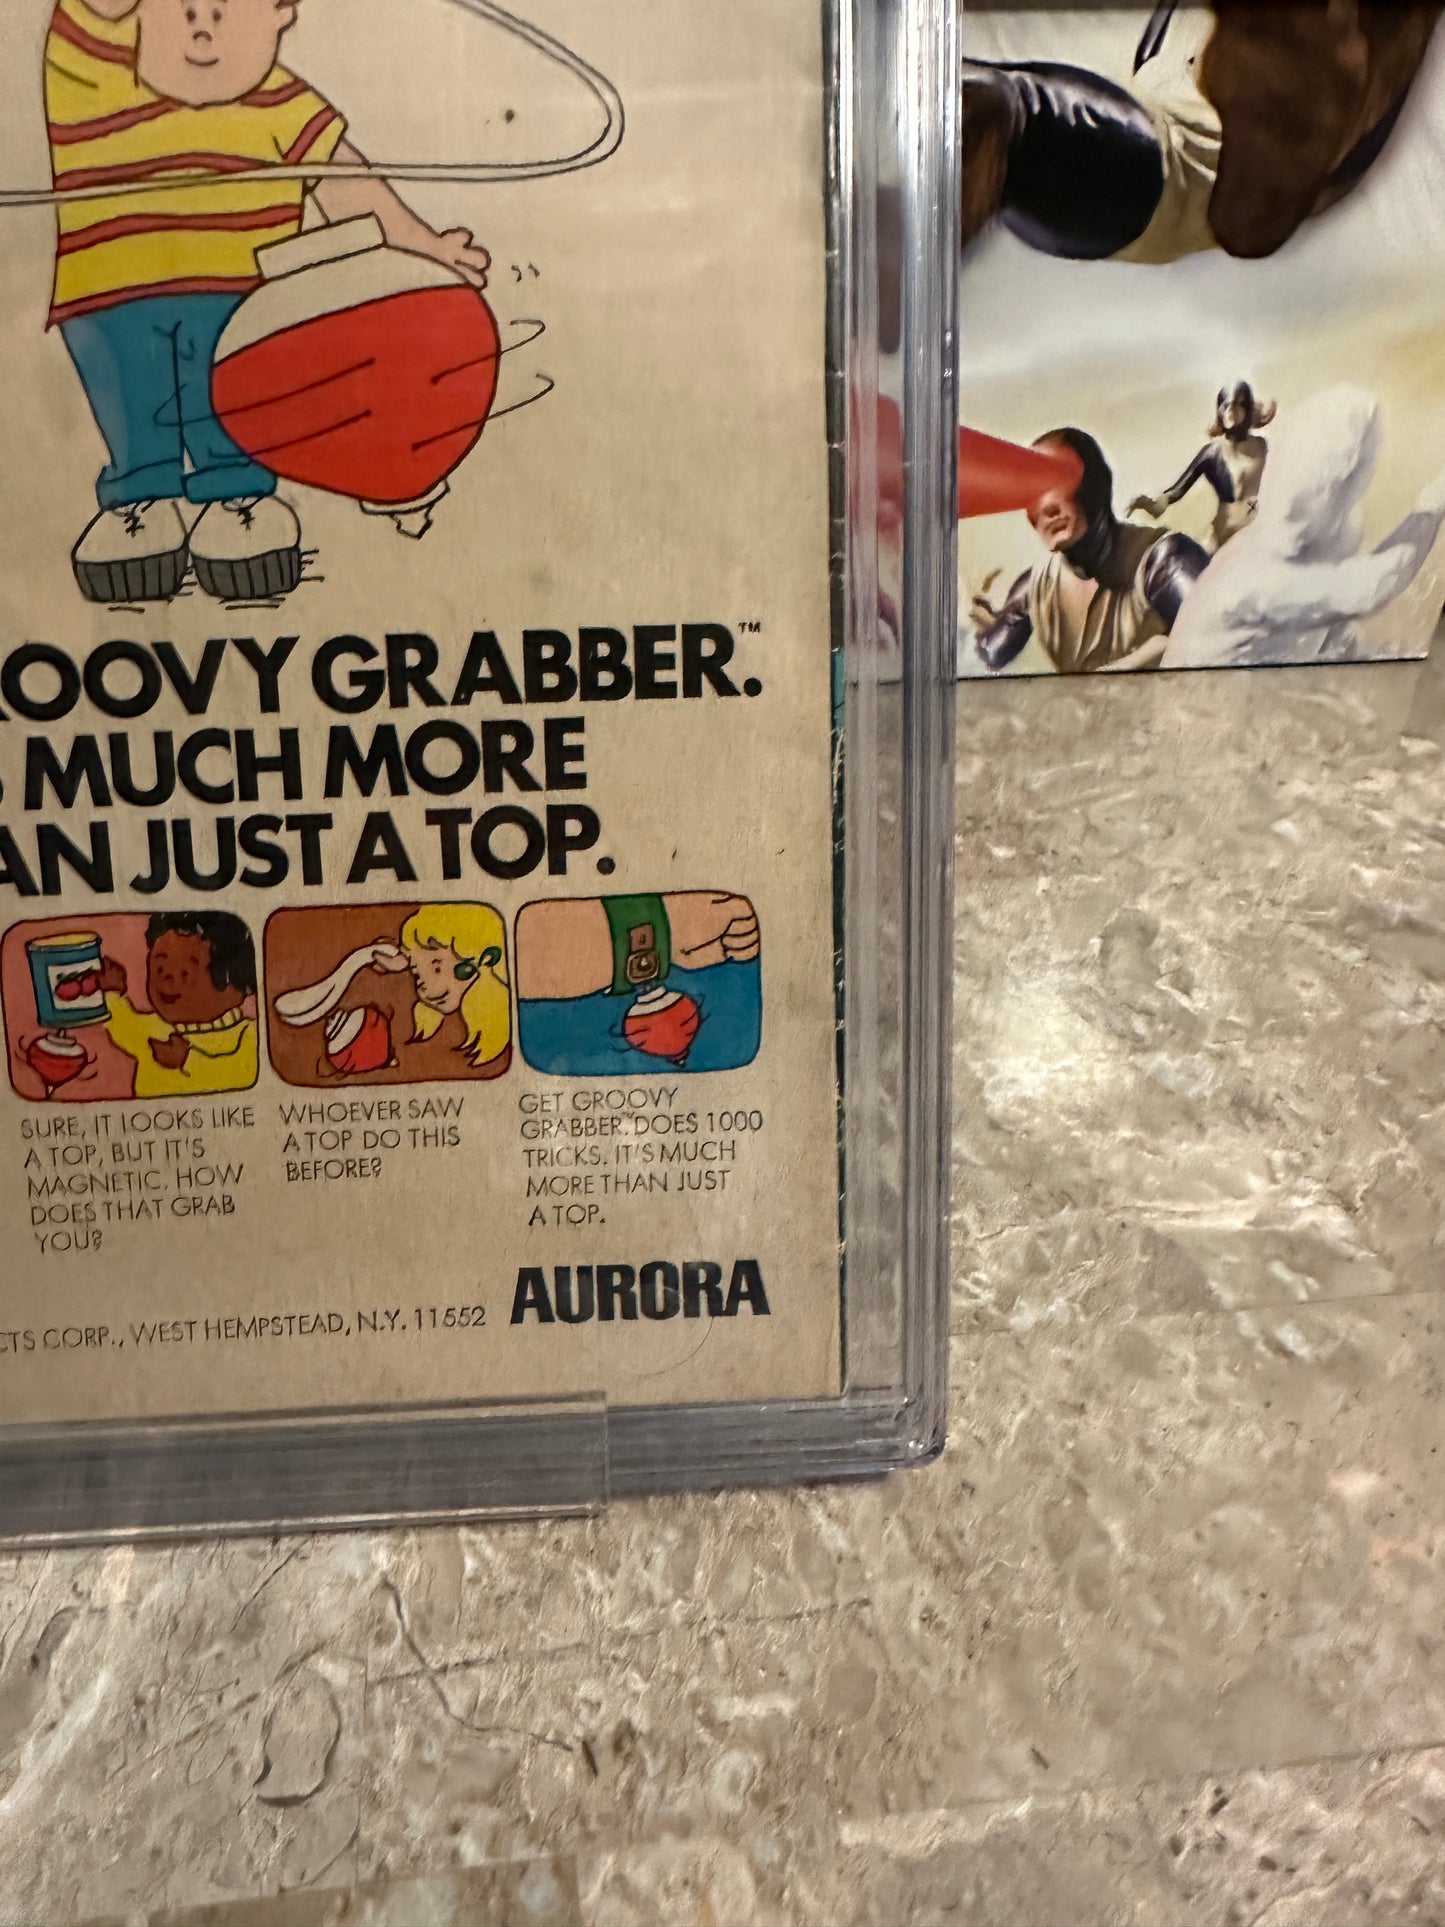 OOVY GRABBER.™
MUCH MORE
AN JUST A TOP.
SURE, IT LOOKS LIKE
A TOP, BUT IT'S
MAGNETIC. HOW
DOES THAT GRAB
YOU?
WHOEVER SAW
A TOP DO THIS
BEFORE?
GET GROOVY
GRABBER.™ DOES 1000
TRICKS. IT'S MUCH
MORE THAN JUST
A TOP.
CTS CORP., WEST HEMPSTEAD, N.Y. 11552
AURORA